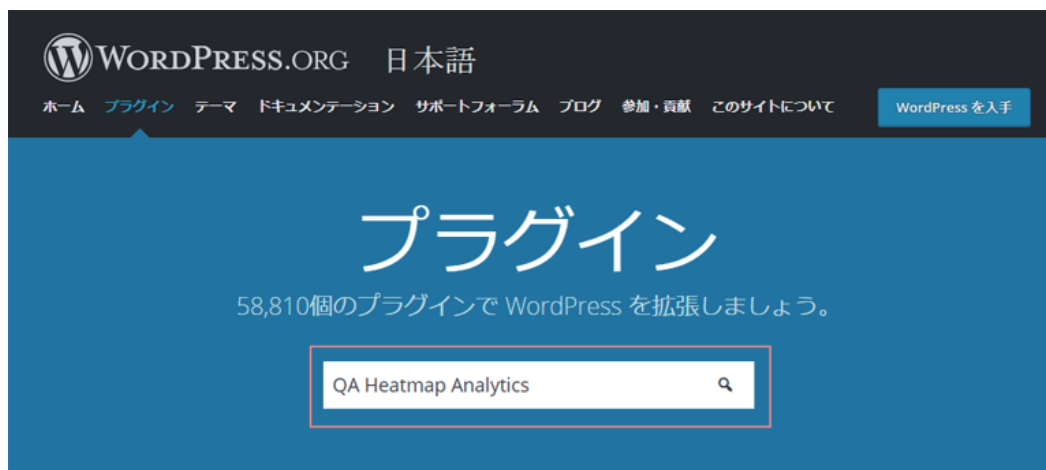 WORDPRESS.ORG 日本語
ホーム プラグイン テーマ ドキュメンテーション サポートフォーラム ブログ 参加・貢献 このサイトについて WordPress を入手
プラグイン
58,810個のプラグインで WordPress を拡張しましょう。
QA Heatmap Analytics